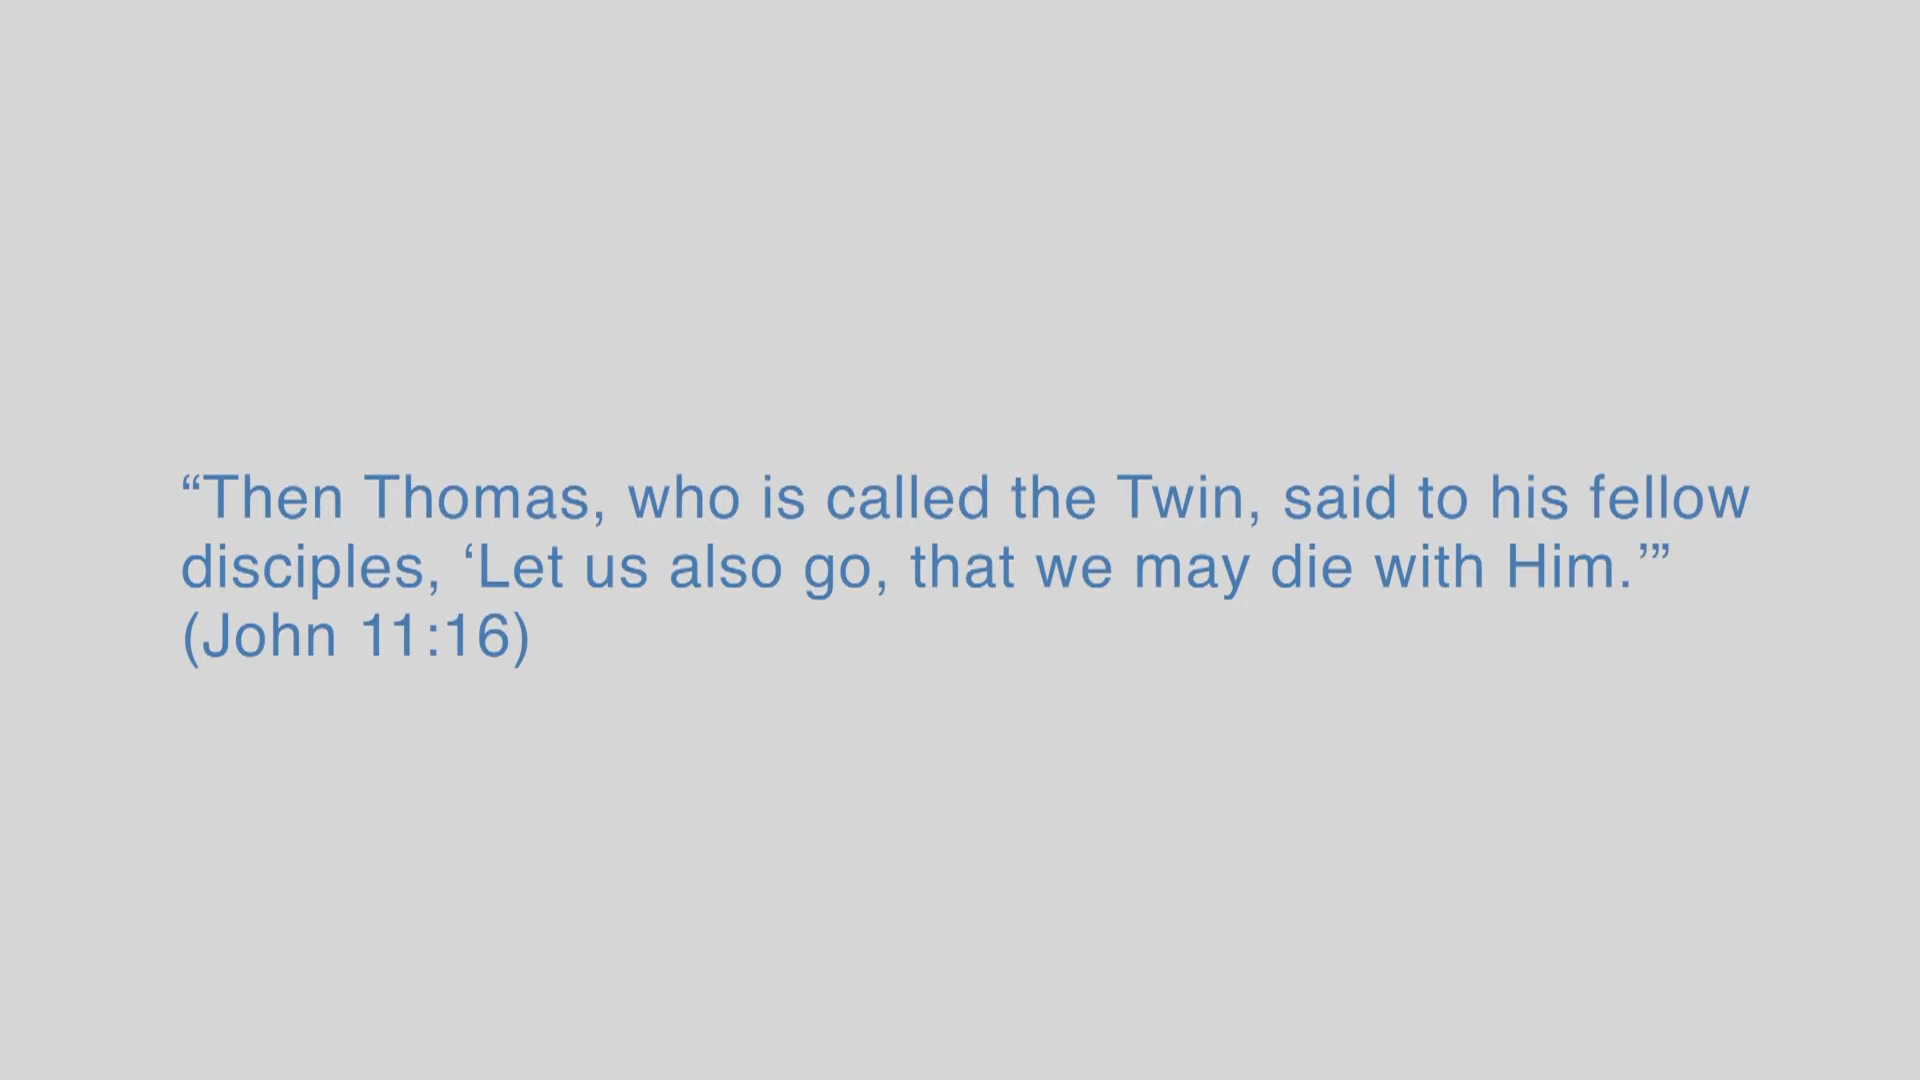 “Then Thomas, who is called the Twin, said to his fellow
disciples, ‘Let us also go, that we may die with Him.’”
(John 11:16)